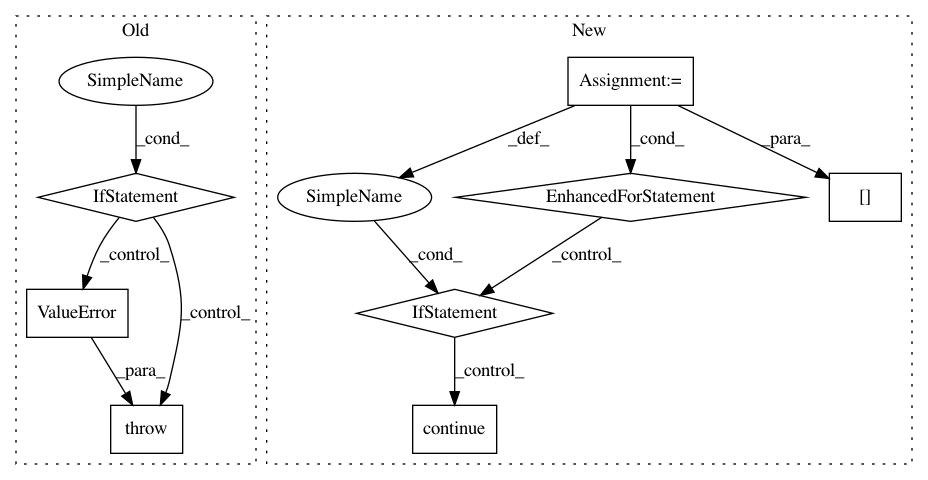 Old
New
SimpleName
Assignment:=
_cond_
_def_
_cond_
_para_
IfStatement
SimpleName
EnhancedForStatement
[]
_control_
_control_
_cond_
_control_
ValueError
IfStatement
_para_
_control_
throw
continue